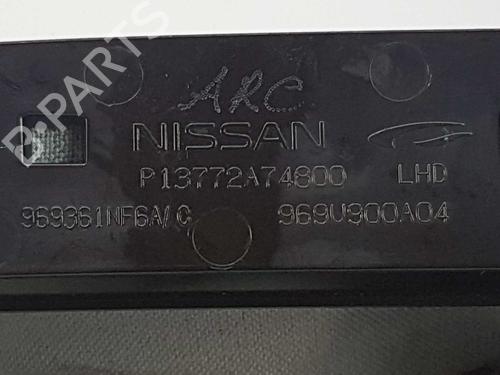 B-PARTS
ARC
NISSAN
P13772A74800 LHD
969361NF6A/C 969U900A04